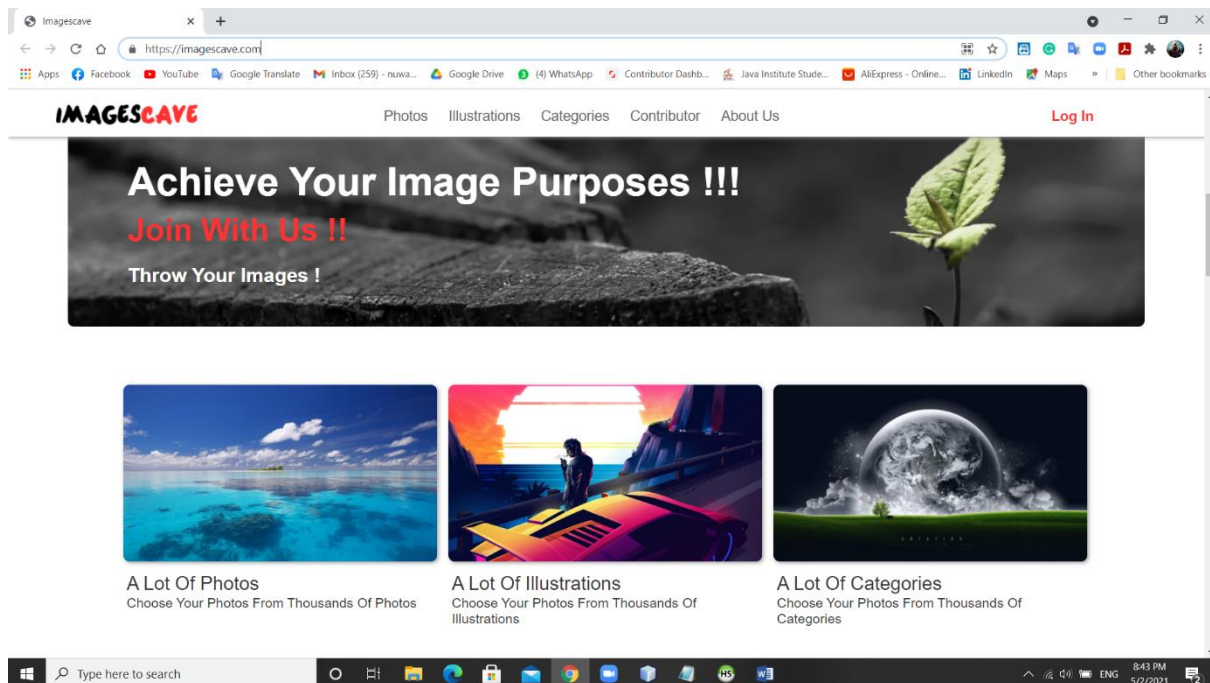 Imagescave
https://imagescave.com
Apps Facebook YouTube Google Translate Inbox (259) - nuwa... Google Drive (4) WhatsApp Contributor Dashb... Java Institute Stude... AliExpress - Online... LinkedIn Maps » Other bookmarks
IMAGESCAVE Photos Illustrations Categories Contributor About Us Log In
Achieve Your Image Purposes !!!
Join With Us !!
Throw Your Images !
CREATION
A Lot Of Photos
Choose Your Photos From Thousands Of Photos
A Lot Of Illustrations
Choose Your Photos From Thousands Of
Illustrations
A Lot Of Categories
Choose Your Photos From Thousands Of
Categories
Type here to search
HS
ENG
8:43 PM
5/2/2021
2